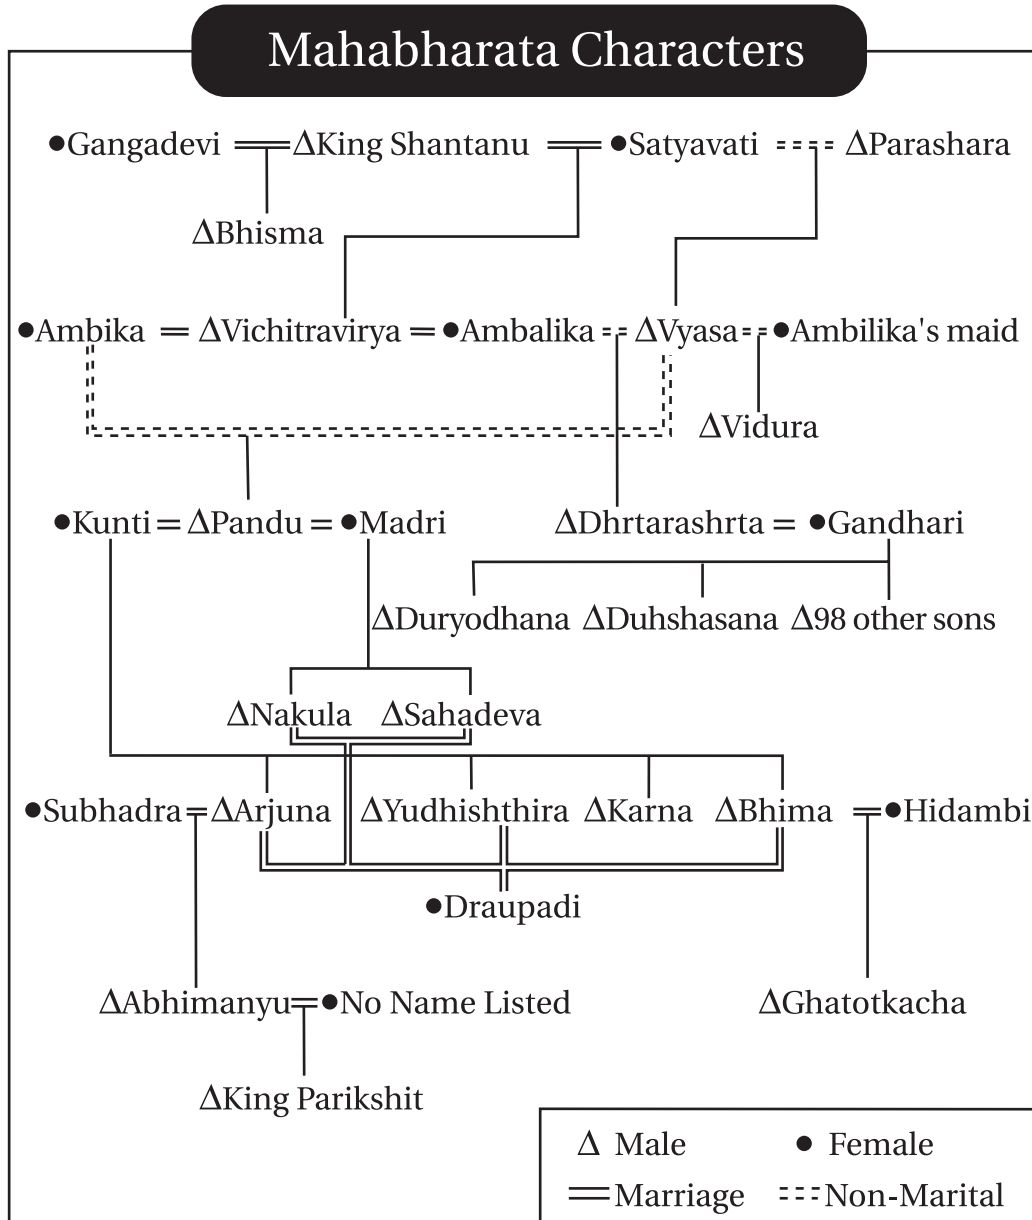 Mahabharata Characters
●Gangadevi ΔKing Shantanu ●Satyavati ΔParashara
ΔBhisma
●Ambika ΔVichitravirya ●Ambalika ΔVyasa ●Ambilika's maid
ΔVidura
●Kunti ΔPandu ●Madri ΔDhrtarashrta ●Gandhari
ΔDuryodhana ΔDuhshasana Δ98 other sons
ΔNakula ΔSahadeva
●Subhadra ΔArjuna ΔYudhishthira ΔKarna ΔBhima ●Hidambi
●Draupadi
ΔAbhimanyu ●No Name Listed ΔGhatotkacha
ΔKing Parikshit
Δ Male ● Female
Marriage Non-Marital